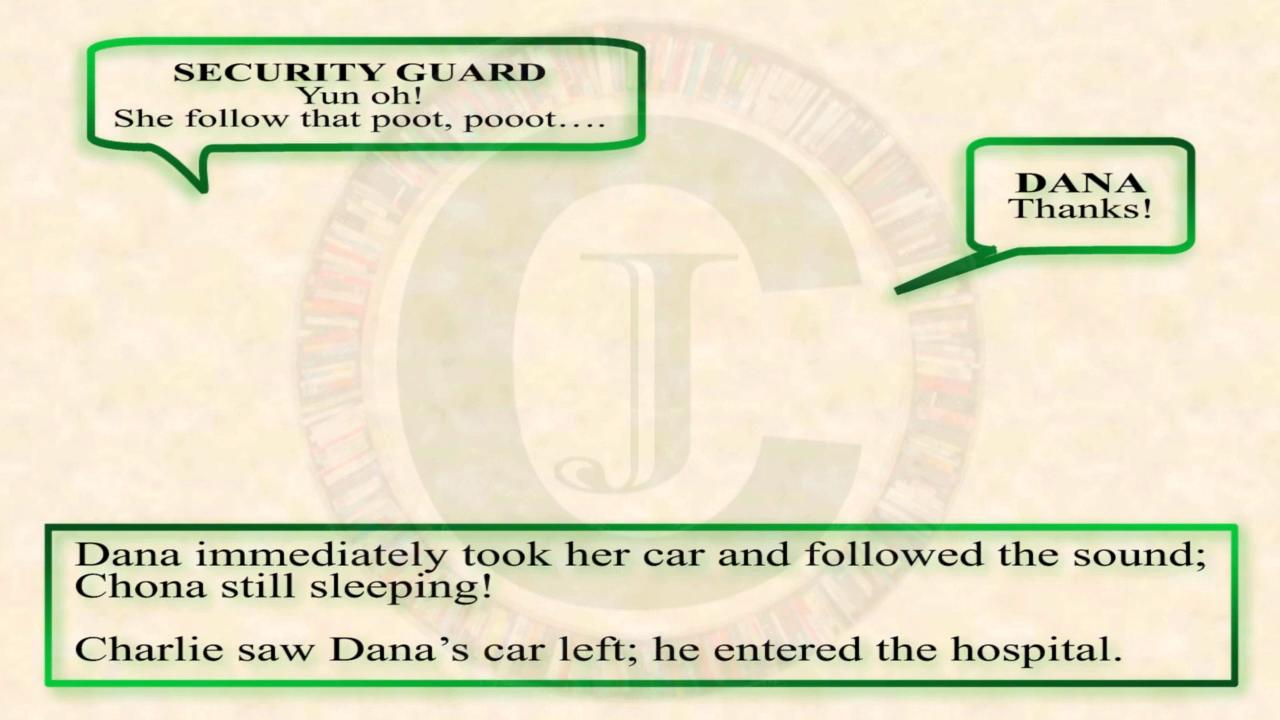 SECURITY GUARD
Yun oh!
She follow that poot, pooot....
DANA
Thanks!
CJ
Dana immediately took her car and followed the sound;
Chona still sleeping!
Charlie saw Dana's car left; he entered the hospital.